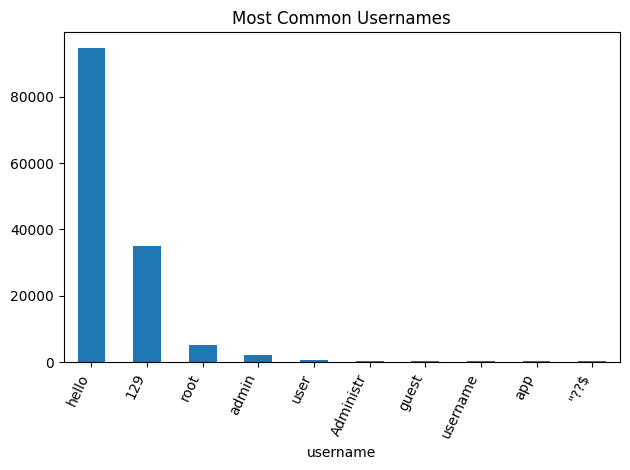 Most Common Usernames
80000
60000
40000
20000
0
hello
129
root
admin
user
Administr
guest
username
app
"??$
username